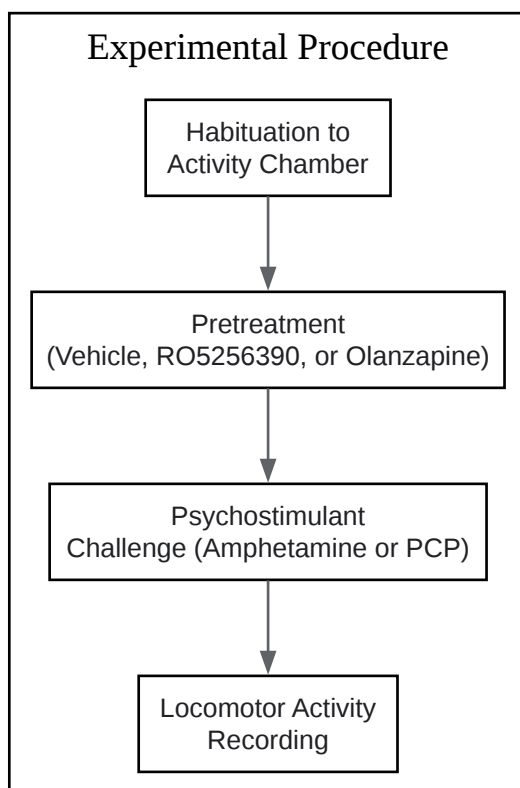 Experimental Procedure
Habituation to
Activity Chamber
Pretreatment
(Vehicle, RO5256390, or Olanzapine)
Psychostimulant
Challenge (Amphetamine or PCP)
Locomotor Activity
Recording